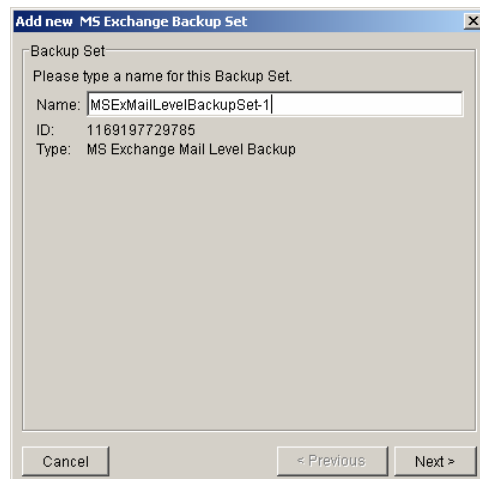 Add new MS Exchange Backup Set
Backup Set
Please type a name for this Backup Set.
Name: MSExMailLevelBackupSet-1
ID: 1169197729785
Type: MS Exchange Mail Level Backup
Cancel < Previous Next >